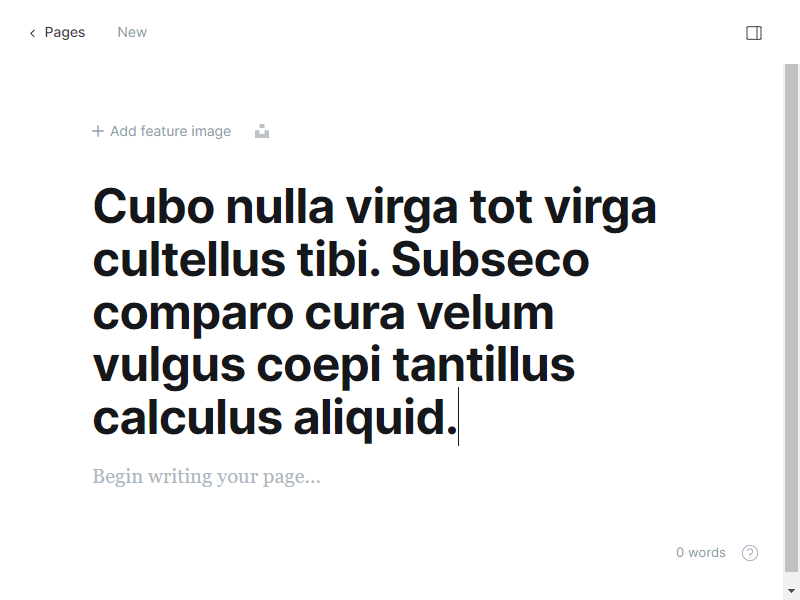 Pages
New
Add feature image
Cubo nulla virga tot virga
cultellus tibi. Subseco
comparo cura velum
vulgus coepi tantillus
calculus aliquid.
Begin writing your page...
0 words
?